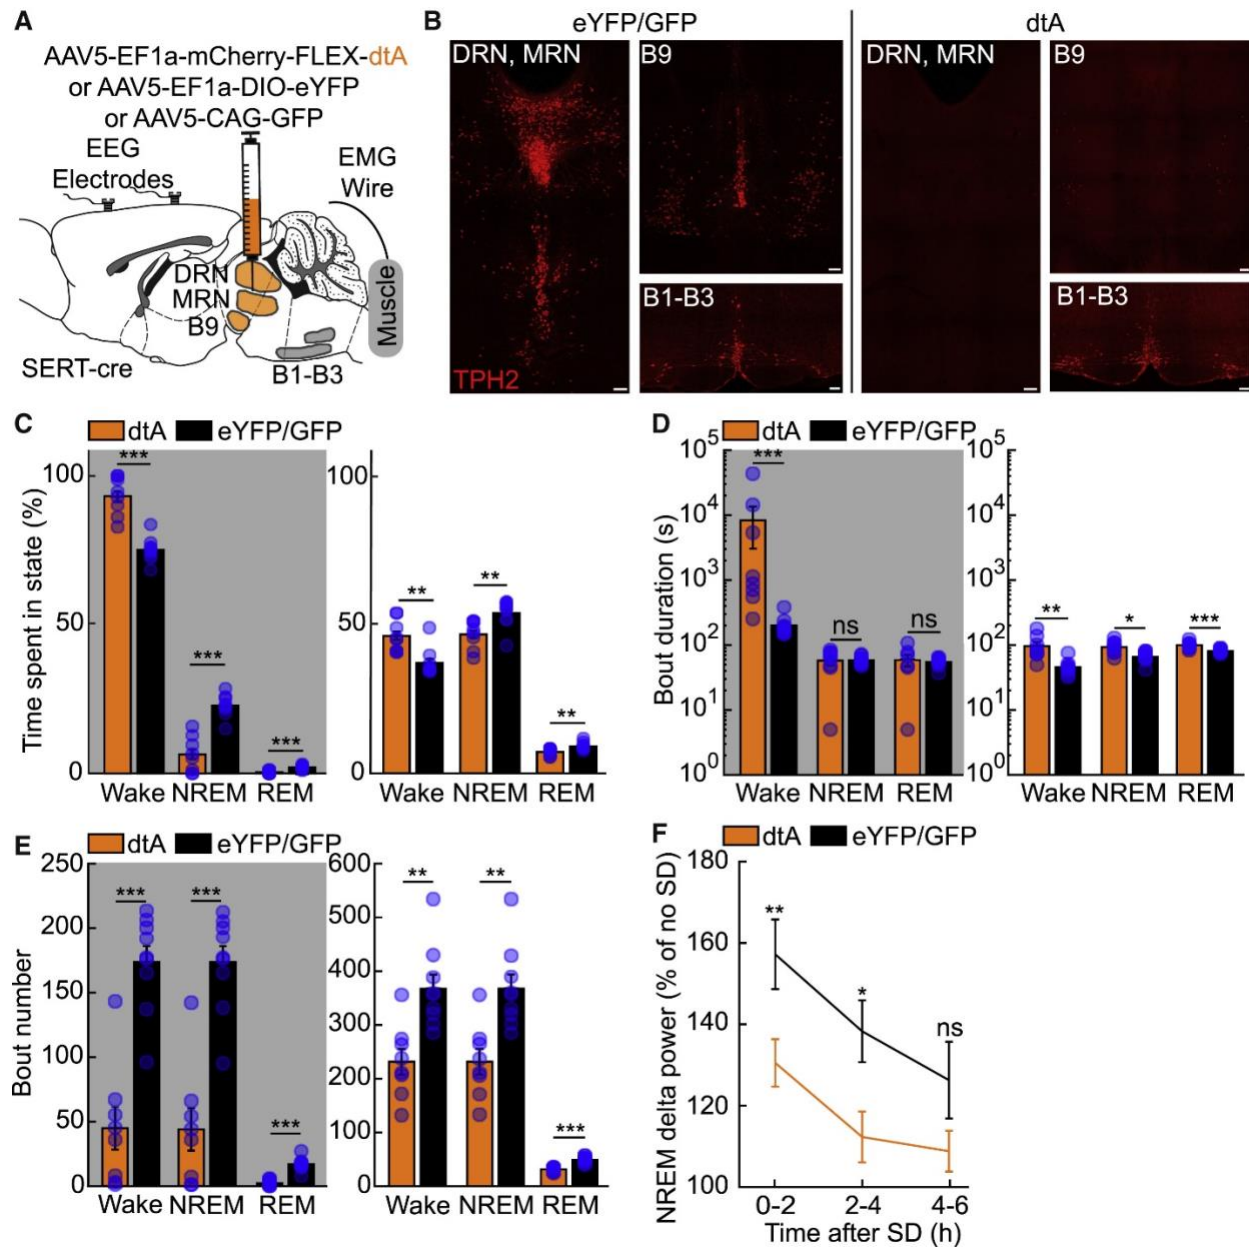 A
AAV5-EF1a-mCherry-FLEX-dtA
or AAV5-EF1a-DIO-eYFP
or AAV5-CAG-GFP
EEG
Electrodes
EMG
Wire
DRN
MRN
B9
Muscle
SERT-cre
B1-B3
B
eYFP/GFP
dtA
DRN, MRN
B9
DRN, MRN
B9
B1-B3
B1-B3
TPH2
C
dtA eYFP/GFP
Time spent in state (%)
100
50
0
***
***
***
Wake NREM REM
100
50
0
**
**
**
Wake NREM REM
D
dtA eYFP/GFP
Bout duration (s)
10^5
10^4
10^3
10^2
10^1
10^0
***
ns
ns
Wake NREM REM
10^5
10^4
10^3
10^2
10^1
10^0
**
*
***
Wake NREM REM
E
dtA eYFP/GFP
Bout number
250
200
150
100
50
0
***
***
***
Wake NREM REM
600
500
400
300
200
100
0
**
**
***
Wake NREM REM
F
dtA eYFP/GFP
NREM delta power (% of no SD)
180
160
140
120
100
**
*
ns
0-2 2-4 4-6
Time after SD (h)